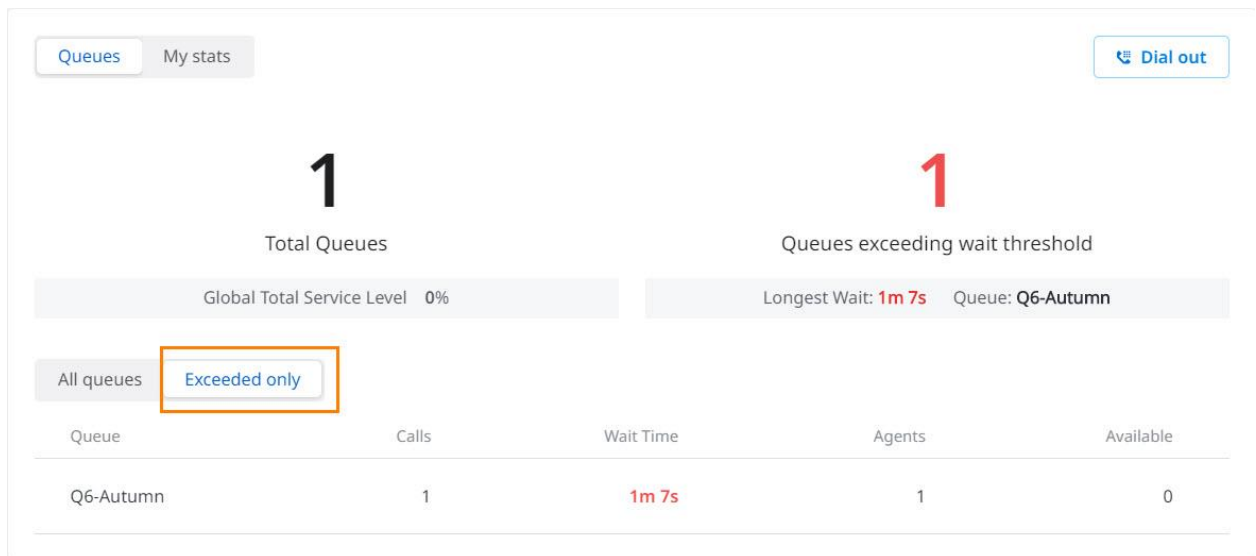 Queues My stats Dial out
1 1
Total Queues Queues exceeding wait threshold
Global Total Service Level 0% Longest Wait: 1m 7s Queue: Q6-Autumn
All queues Exceeded only
Queue Calls Wait Time Agents Available
Q6-Autumn 1 1m 7s 1 0